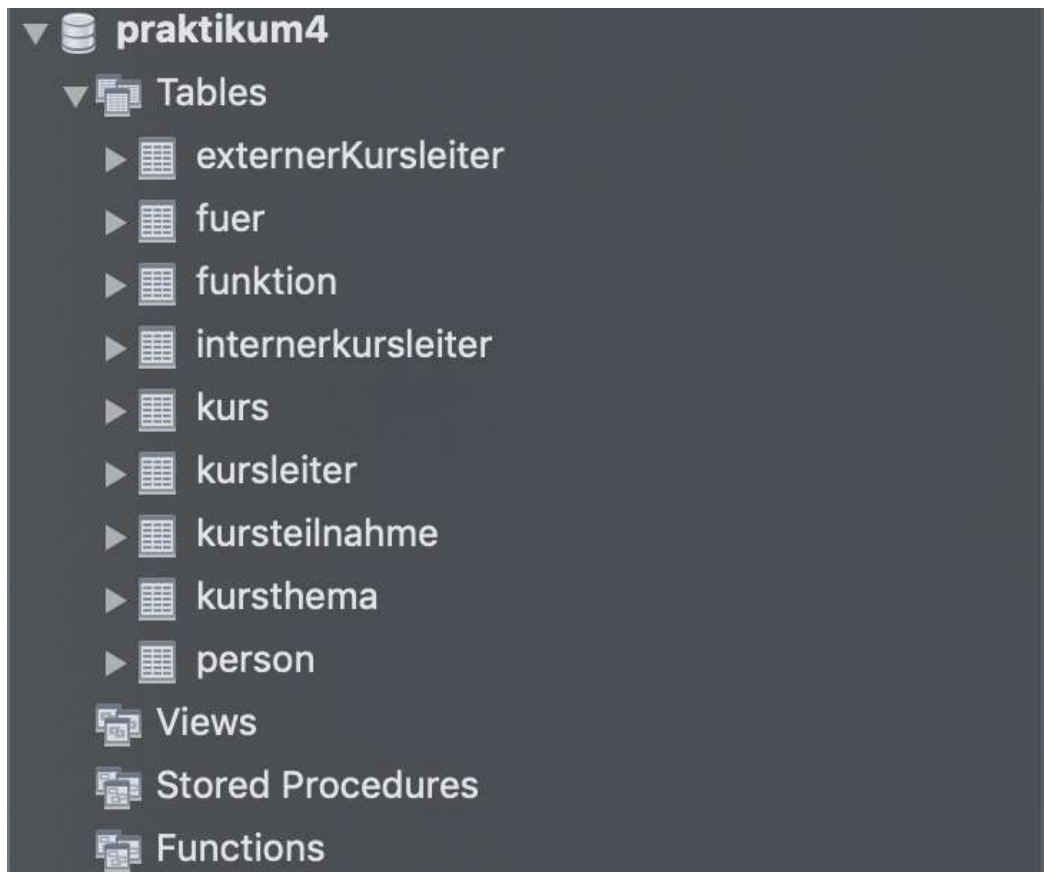 praktikum4
Tables
externerKursleiter
fuer
funktion
internerkursleiter
kurs
kursleiter
kursteilnahme
kursthema
person
Views
Stored Procedures
Functions